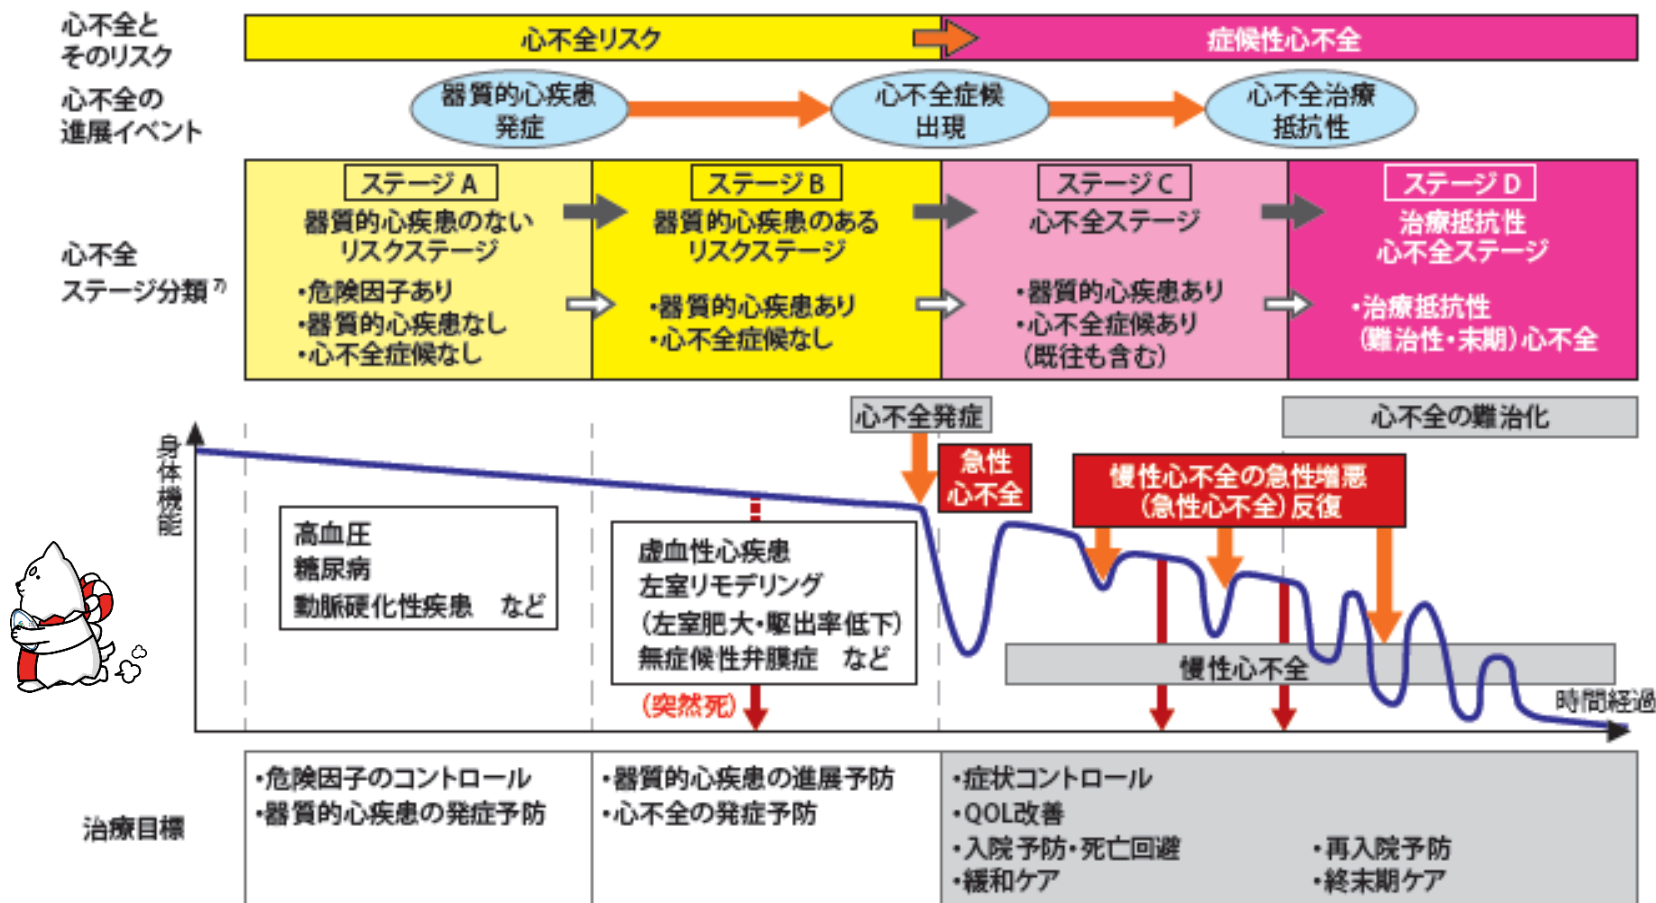 心不全と
そのリスク
心不全リスク
症候性心不全
心不全の
進展イベント
器質的心疾患
発症
心不全症候
出現
心不全治療
抵抗性
心不全
ステージ分類7)
ステージA
器質的心疾患のない
リスクステージ
・危険因子あり
・器質的心疾患なし
・心不全症候なし
ステージB
器質的心疾患のある
リスクステージ
・器質的心疾患あり
・心不全症候なし
ステージC
心不全ステージ
・器質的心疾患あり
・心不全症候あり
(既往も含む)
ステージD
治療抵抗性
心不全ステージ
・治療抵抗性
(難治性・末期)心不全
心不全発症
心不全の難治化
身体機能
急性
心不全
慢性心不全の急性増悪
(急性心不全)反復
高血圧
糖尿病
動脈硬化性疾患 など
虚血性心疾患
左室リモデリング
(左室肥大・駆出率低下)
無症候性弁膜症 など
(突然死)
慢性心不全
時間経過
治療目標
・危険因子のコントロール
・器質的心疾患の発症予防
・器質的心疾患の進展予防
・心不全の発症予防
・症状コントロール
・QOL改善
・入院予防・死亡回避
・緩和ケア
・再入院予防
・終末期ケア